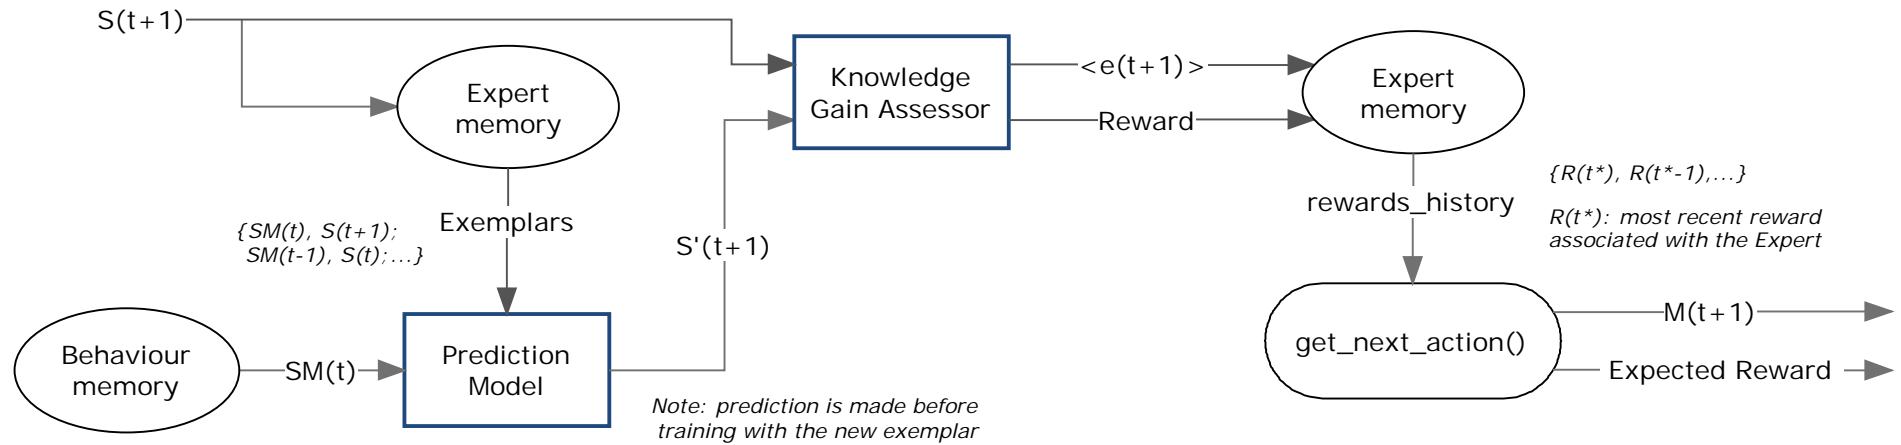 S(t+1)
Expert
memory
Knowledge
Gain Assessor
<e(t+1)>
Reward
Expert
memory
{SM(t), S(t+1);
SM(t-1), S(t);...}
Exemplars
S'(t+1)
rewards_history
{R(t*), R(t*-1),...}
R(t*): most recent reward
associated with the Expert
Behaviour
memory
SM(t)
Prediction
Model
Note: prediction is made before
training with the new exemplar
get_next_action()
M(t+1)
Expected Reward